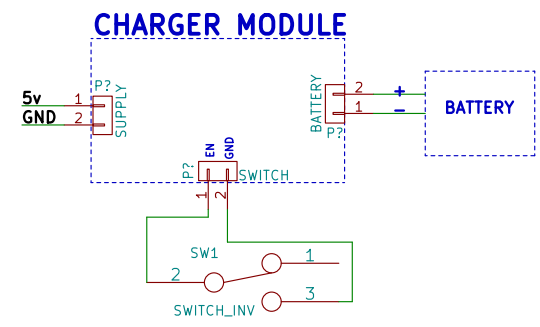 CHARGER MODULE
P?
5v 1
GND 2
SUPPLY
BATTERY
2 +
1 -
P?
BATTERY
EN
GND
P?
SWITCH
1
2
SW1
1
2
3
SWITCH_INV